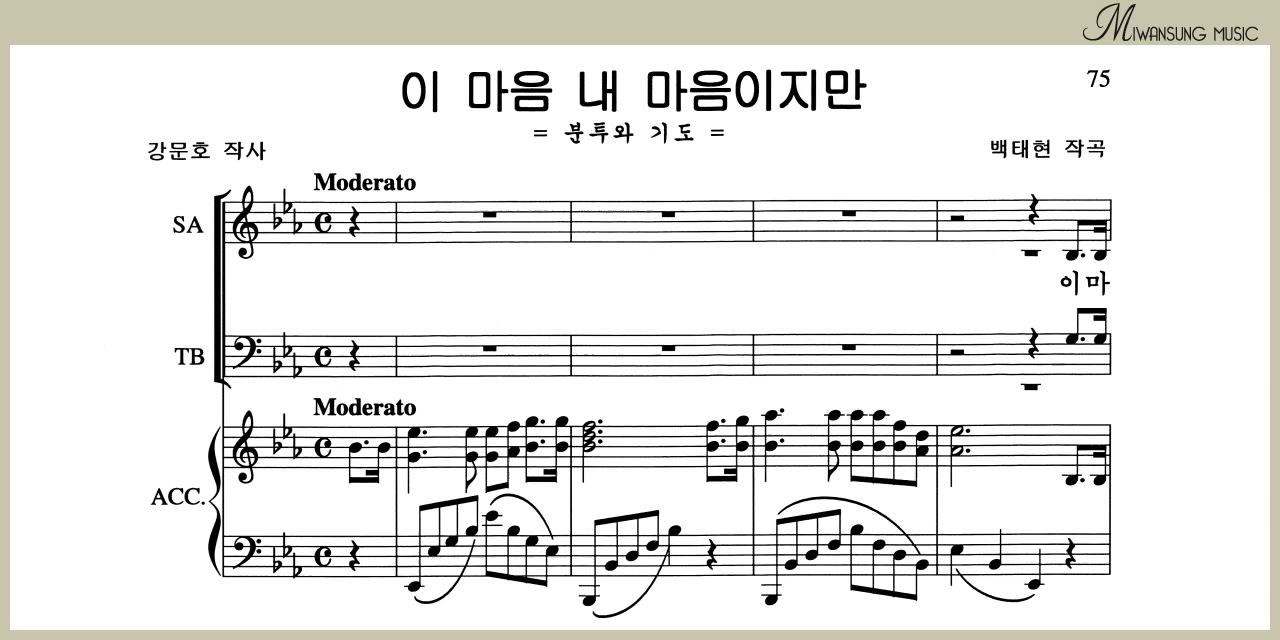 MIWANSUNG MUSIC
75
이 마음 내 마음이지만
= 분투와 기도 =
강문호 작사
백태현 작곡
Moderato
SA
이 마
TB
Moderato
ACC.